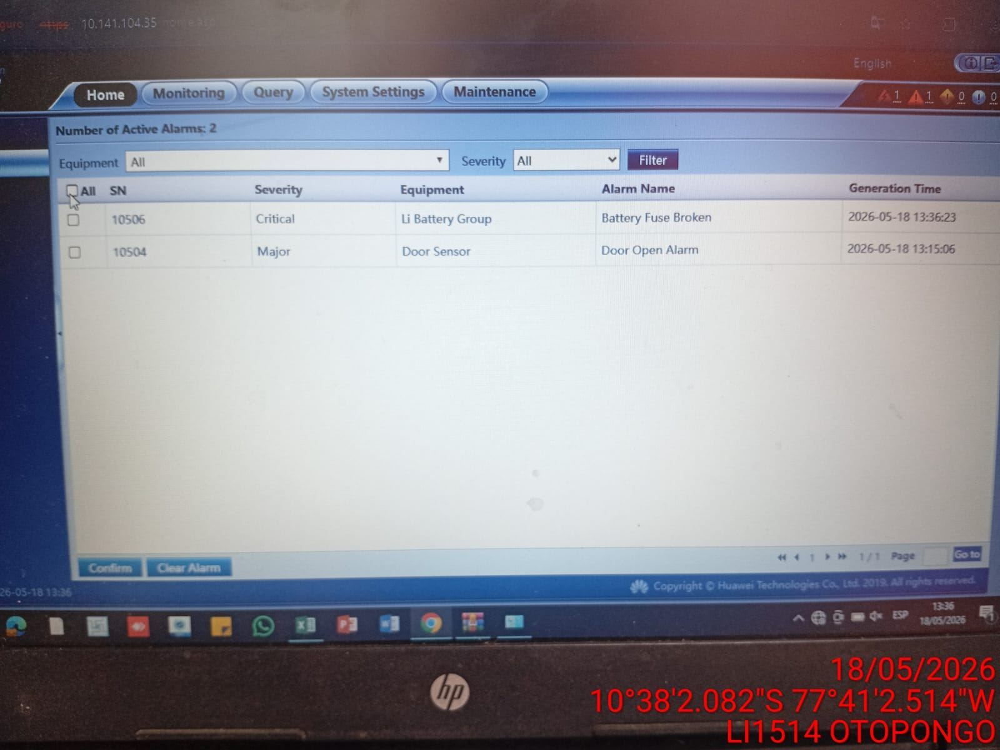 10.141.104.35
English
Home Monitoring Query System Settings Maintenance
1 1 0 0
Number of Active Alarms: 2
Equipment All Severity All Filter
All SN Severity Equipment Alarm Name Generation Time
10506 Critical Li Battery Group Battery Fuse Broken 2026-05-18 13:36:23
10504 Major Door Sensor Door Open Alarm 2026-05-18 13:15:06
1 1 / 1 Page Go to
Confirm Clear Alarm
26-05-18 13:36
Copyright © Huawei Technologies Co., Ltd. 2019. All rights reserved.
ESP
13:36
18/05/2026
hp
18/05/2026
10°38'2.082"S 77°41'2.514"W
LI1514 OTOPONGO